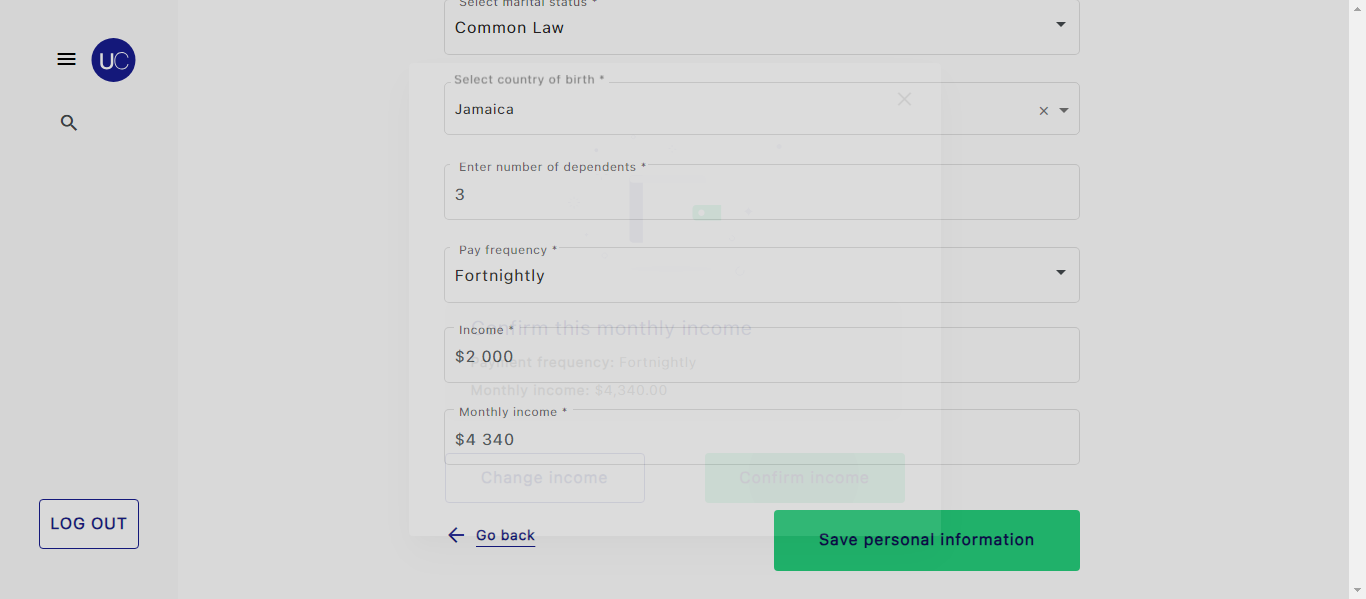 Select marital status *
Common Law
UC
Select country of birth *
Jamaica
Enter number of dependents *
3
Pay frequency *
Fortnightly
Confirm this monthly income
Income *
$2 000
Payment frequency: Fortnightly
Monthly income: $4,340.00
Monthly income *
$4 340
Change income
Confirm income
LOG OUT
Go back
Save personal information